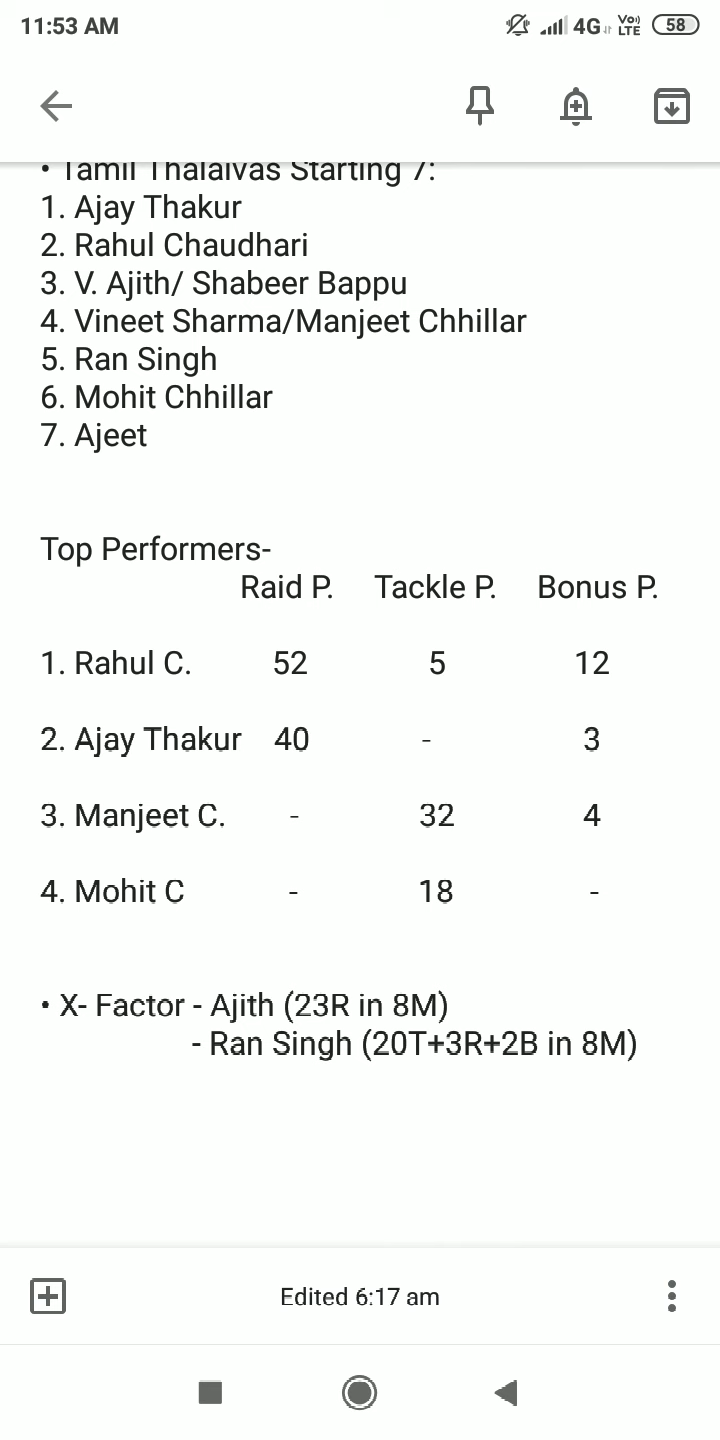 11:53 AM 4G Vo) LTE 58
• Tamil Thalaivas Starting 7:
1. Ajay Thakur
2. Rahul Chaudhari
3. V. Ajith/ Shabeer Bappu
4. Vineet Sharma/Manjeet Chhillar
5. Ran Singh
6. Mohit Chhillar
7. Ajeet
Top Performers-
Raid P. Tackle P. Bonus P.
1. Rahul C. 52 5 12
2. Ajay Thakur 40 - 3
3. Manjeet C. - 32 4
4. Mohit C - 18 -
• X- Factor - Ajith (23R in 8M)
- Ran Singh (20T+3R+2B in 8M)
Edited 6:17 am